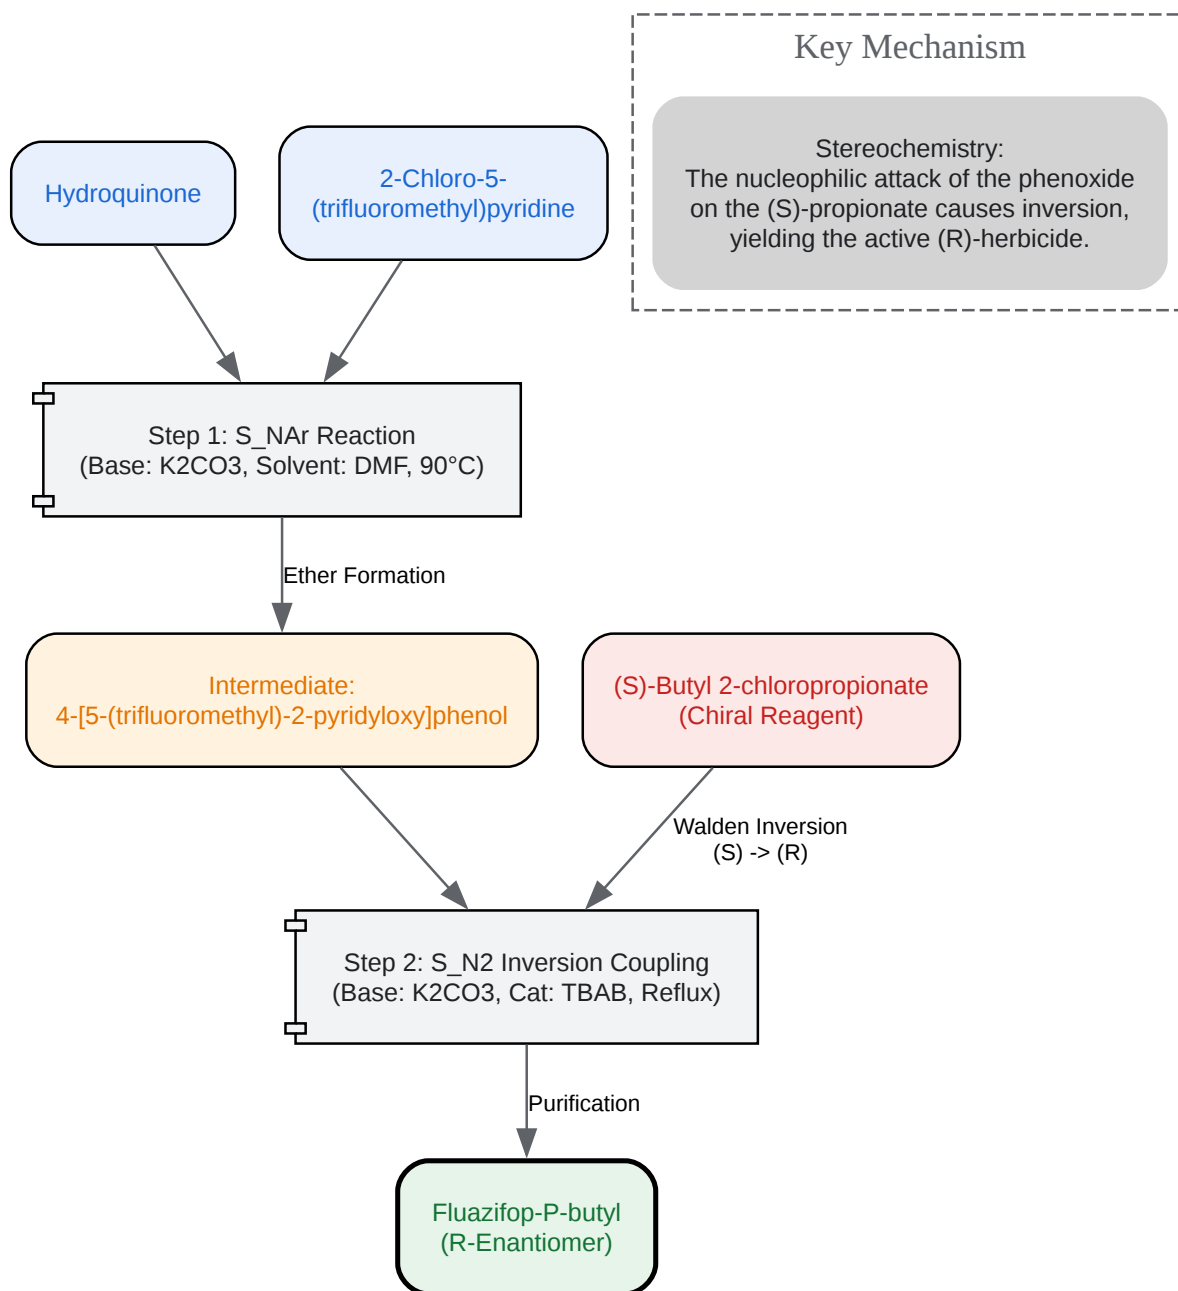 Key Mechanism
Stereochemistry:
The nucleophilic attack of the phenoxide
on the (S)-propionate causes inversion,
yielding the active (R)-herbicide.
Hydroquinone
2-Chloro-5-
(trifluoromethyl)pyridine
Step 1: S_NAr Reaction
(Base: K2CO3, Solvent: DMF, 90°C)
Ether Formation
Intermediate:
4-[5-(trifluoromethyl)-2-pyridyloxy]phenol
(S)-Butyl 2-chloropropionate
(Chiral Reagent)
Walden Inversion
(S) -> (R)
Step 2: S_N2 Inversion Coupling
(Base: K2CO3, Cat: TBAB, Reflux)
Purification
Fluazifop-P-butyl
(R-Enantiomer)